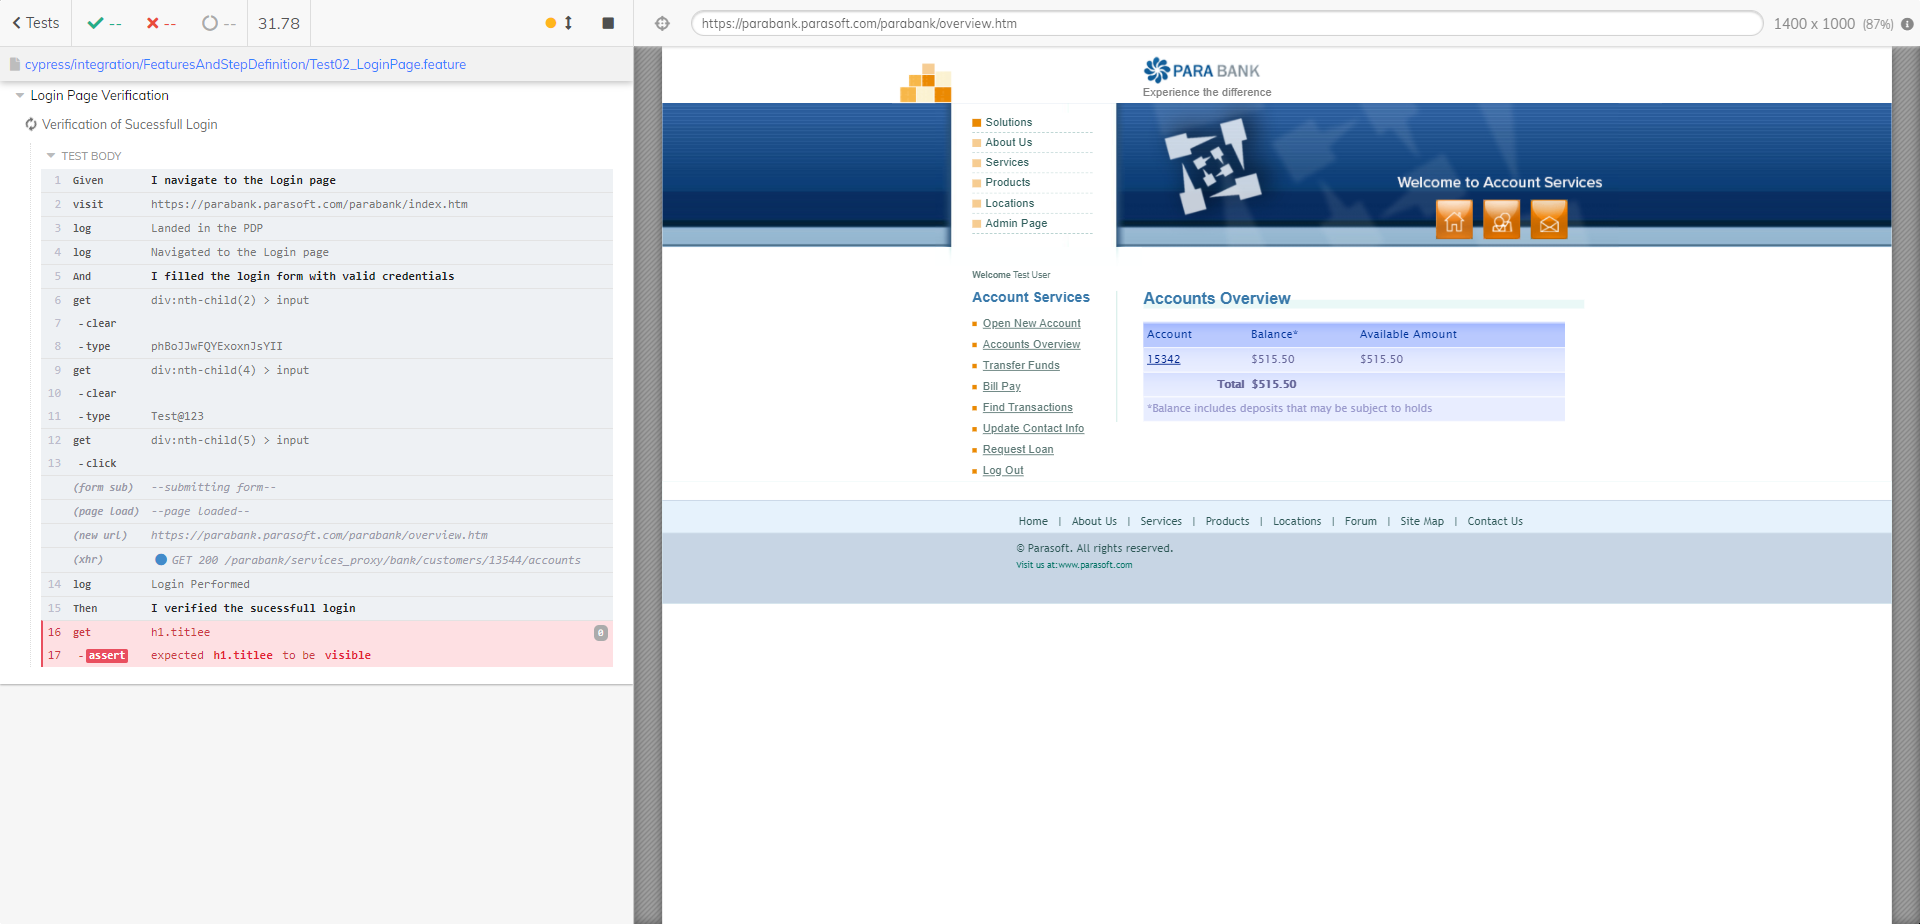 Tests
--
--
--
31.78
cypress/integration/FeaturesAndStepDefinition/Test02_LoginPage.feature
Login Page Verification
Verification of Sucessfull Login
TEST BODY
1 Given I navigate to the Login page
2 visit https://parabank.parasoft.com/parabank/index.htm
3 log Landed in the PDP
4 log Navigated to the Login page
5 And I filled the login form with valid credentials
6 get div:nth-child(2) > input
7 -clear
8 -type phBoJJwFQYExoxnJsYII
9 get div:nth-child(4) > input
10 -clear
11 -type Test@123
12 get div:nth-child(5) > input
13 -click
(form sub) --submitting form--
(page load) --page loaded--
(new url) https://parabank.parasoft.com/parabank/overview.htm
(xhr) GET 200 /parabank/services_proxy/bank/customers/13544/accounts
14 log Login Performed
15 Then I verified the sucessfull login
16 get h1.titlee 0
17 -assert expected h1.titlee to be visible
https://parabank.parasoft.com/parabank/overview.htm
1400 x 1000 (87%)
PARA BANK
Experience the difference
Solutions
About Us
Services
Products
Locations
Admin Page
Welcome to Account Services
Welcome Test User
Account Services
Open New Account
Accounts Overview
Transfer Funds
Bill Pay
Find Transactions
Update Contact Info
Request Loan
Log Out
Accounts Overview
Account Balance* Available Amount
15342 $515.50 $515.50
Total $515.50
*Balance includes deposits that may be subject to holds
Home | About Us | Services | Products | Locations | Forum | Site Map | Contact Us
© Parasoft. All rights reserved.
Visit us at:www.parasoft.com